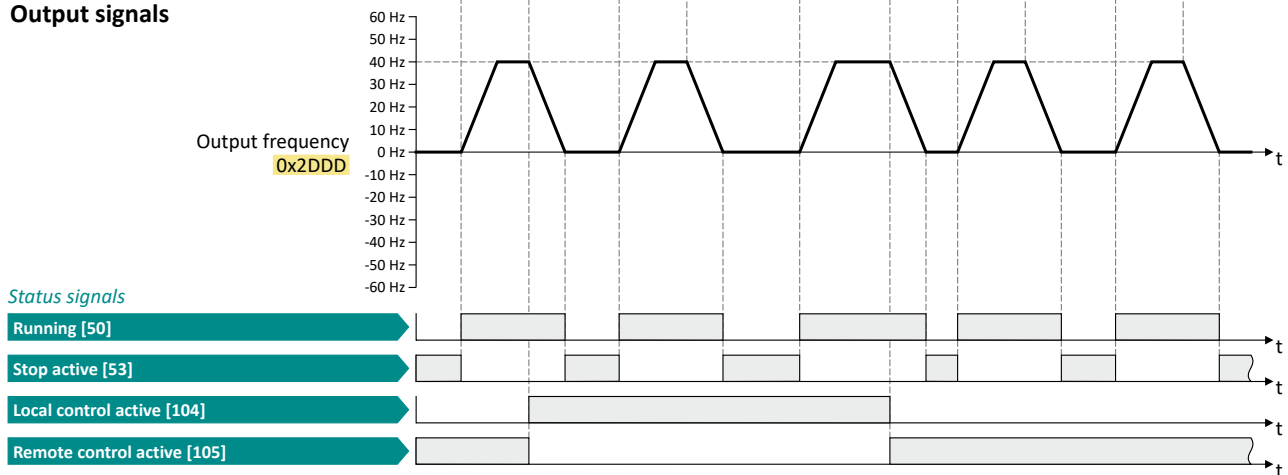 Output signals
60 Hz
50 Hz
40 Hz
30 Hz
20 Hz
10 Hz
Output frequency
0 Hz
t
0x2DDD
-10 Hz
-20 Hz
-30 Hz
-40 Hz
-50 Hz
-60 Hz
Status signals
Running [50]
t
Stop active [53]
t
Local control active [104]
t
Remote control active [105]
t